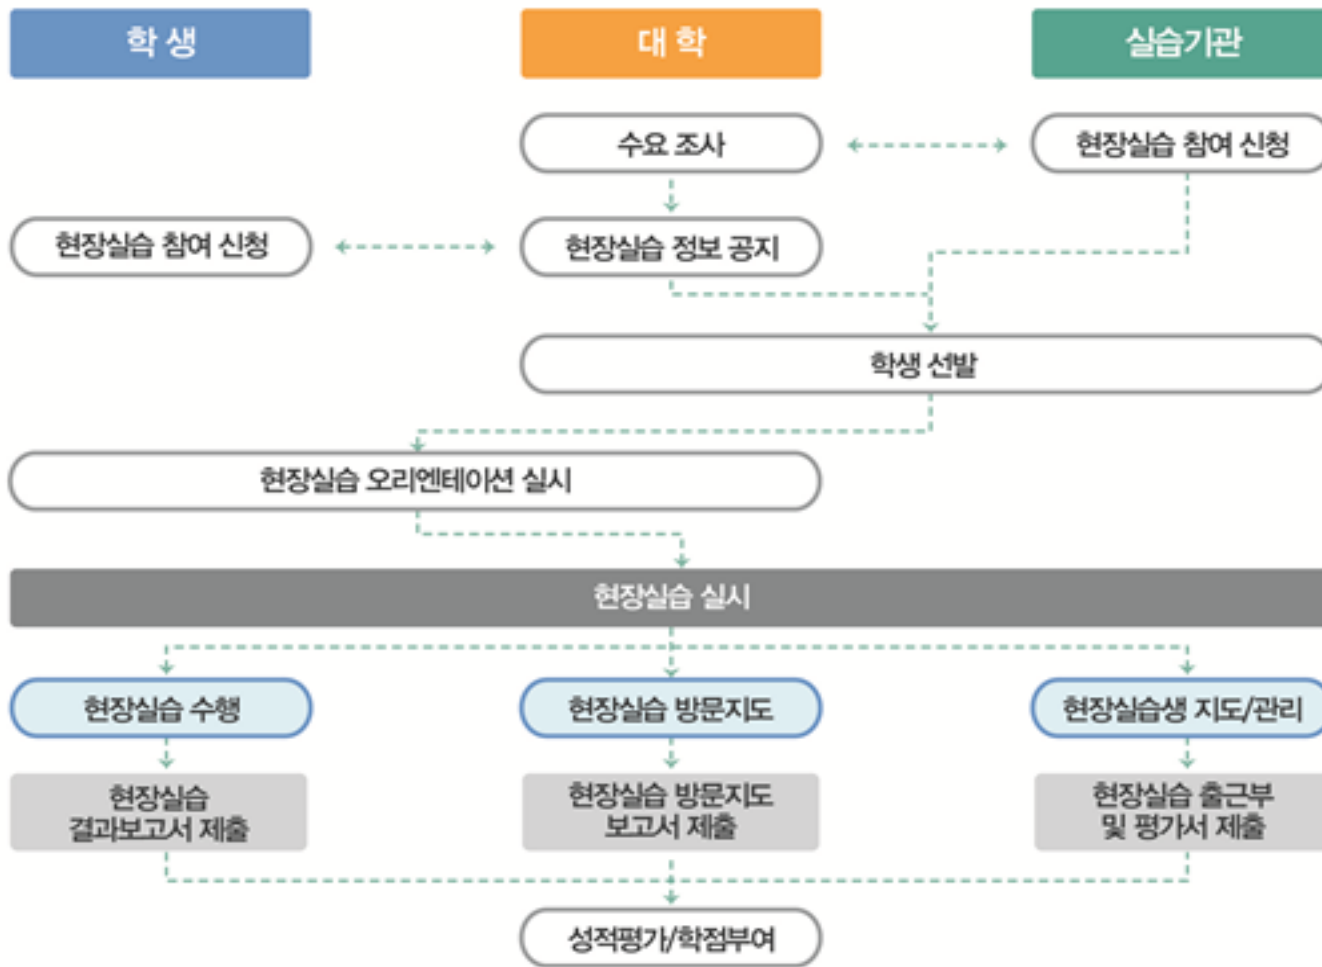 학 생
대 학
실습기관
수요 조사
현장실습 참여 신청
현장실습 참여 신청
현장실습 정보 공지
학생 선발
현장실습 오리엔테이션 실시
현장실습 실시
현장실습 수행
현장실습 방문지도
현장실습생 지도/관리
현장실습
결과보고서 제출
현장실습 방문지도
보고서 제출
현장실습 출근부
및 평가서 제출
성적평가/학점부여